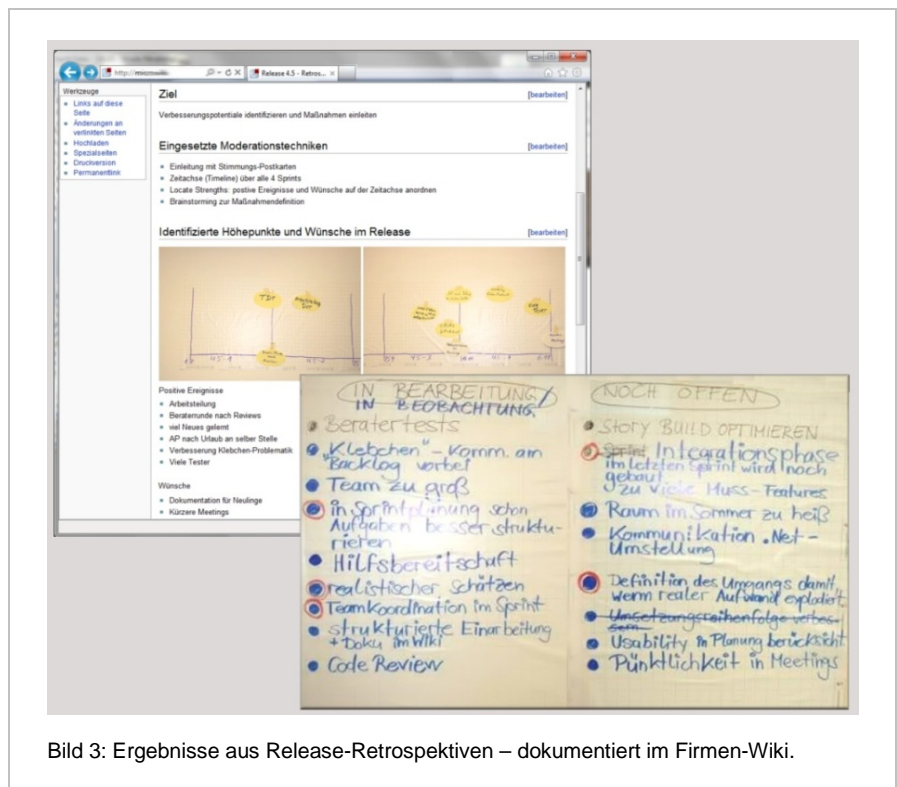 http://microwiki
Release 4.5 - Retros...
Werkzeuge
Links auf diese
Seite
Änderungen an
verlinkten Seiten
Hochladen
Spezialseiten
Druckversion
Permanentlink
Ziel
[bearbeiten]
Verbesserungspotentiale identifizieren und Maßnahmen einleiten
Eingesetzte Moderationstechniken
[bearbeiten]
Einleitung mit Stimmungs-Postkarten
Zeitachse (Timeline) über alle 4 Sprints
Locate Strengths: postive Ereignisse und Wünsche auf der Zeitachse anordnen
Brainstorming zur Maßnahmendefinition
Identifizierte Höhepunkte und Wünsche im Release
[bearbeiten]
Positive Ereignisse
Arbeitsteilung
Beraterrunde nach Reviews
viel Neues gelernt
AP nach Urlaub an selber Stelle
Verbesserung Klebchen-Problematik
Viele Tester
Wünsche
Dokumentation für Neulinge
Kürzere Meetings
IN BEARBEITUNG/
IN BEOBACHTUNG
Beratertests
"Klebchen"-Komm. am
Backlog vorbei
Team zu groß
in Sprintplanung schon
Aufgaben besser struktu-
rieren
Hilfsbereitschaft
realistischer schätzen
Teamkoordination im Sprint
strukturierte Einarbeitung
+ Doku im Wiki
Code Review
NOCH OFFEN
Story BUILD OPTIMIEREN
Sprint Integrationsphase
im letzten Sprint wird noch
gebaut
zu viele Muss-Features
Raum im Sommer zu heiß
Kommunikation .Net-
Umstellung
Definition des Umgangs damit,
wenn realer Aufwand explodiert
Umsetzungsreihenfolge verbes-
sern
Usability in Planung berücksicht.
Pünktlichkeit in Meetings
Bild 3: Ergebnisse aus Release-Retrospektiven – dokumentiert im Firmen-Wiki.